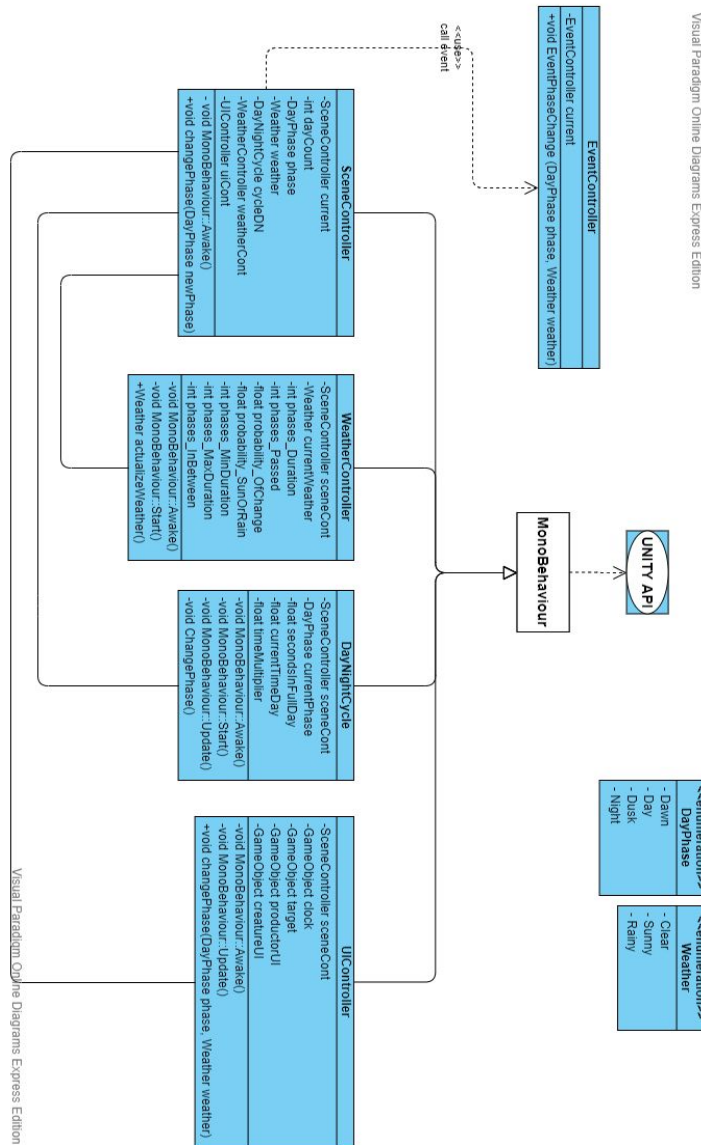 Visual Paradigm Online Diagrams Express Edition
UNITY API
MonoBehaviour
<<enumeration>>
DayPhase
- Dawn
- Day
- Dusk
- Night
<<enumeration>>
Weather
- Clear
- Sunny
- Rainy
EventController
-EventController current
+void EventPhaseChange (DayPhase phase, Weather weather)
<<use>>
call event
SceneController
-SceneController current
-int dayCount
-DayPhase phase
-Weather weather
-DayNightCycle cycleDN
-WeatherController weatherCont
-UIController uiCont
- void MonoBehaviour::Awake()
+void changePhase(DayPhase newPhase)
WeatherController
-SceneController sceneCont
-Weather currentWeather
-int phases_Duration
-int phases_Passed
-float probability_OfChange
-float probability_SunOrRain
-int phases_MinDuration
-int phases_MaxDuration
-int phases_InBetween
-void MonoBehaviour::Awake()
-void MonoBehaviour::Start()
+Weather actualizeWeather()
DayNightCycle
-SceneController sceneCont
-DayPhase currentPhase
-float secondsInFullDay
-float currentTimeDay
-float timeMultiplier
-void MonoBehaviour::Awake()
-void MonoBehaviour::Start()
-void MonoBehaviour::Update()
-void ChangePhase()
UIController
-SceneController sceneCont
-GameObject clock
-GameObject target
-GameObject productorUI
-GameObject creatureUI
-void MonoBehaviour::Awake()
-void MonoBehaviour::Update()
+void changePhase(DayPhase phase, Weather weather)
Visual Paradigm Online Diagrams Express Edition